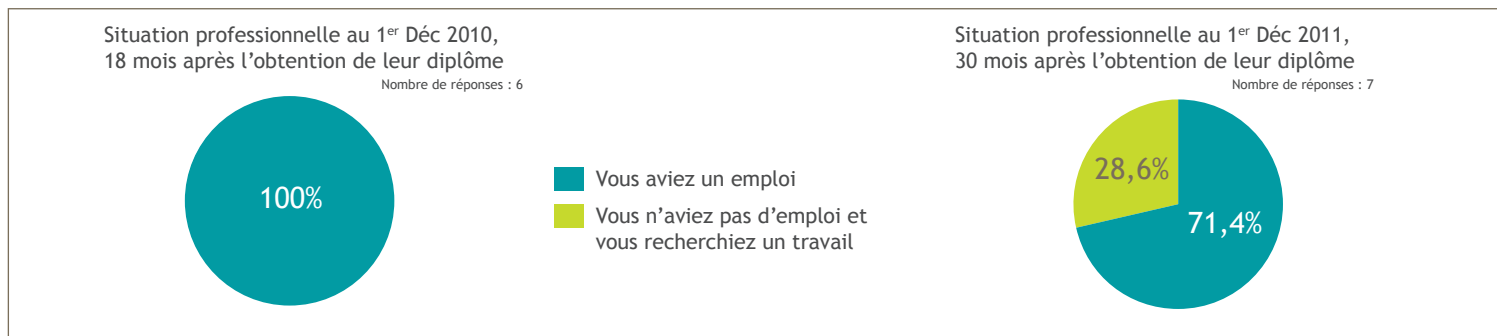 Situation professionnelle au 1er Déc 2010,
18 mois après l’obtention de leur diplôme
Nombre de réponses : 6
100%
Vous aviez un emploi
Vous n’aviez pas d’emploi et
vous recherchiez un travail
Situation professionnelle au 1er Déc 2011,
30 mois après l’obtention de leur diplôme
Nombre de réponses : 7
28,6%
71,4%